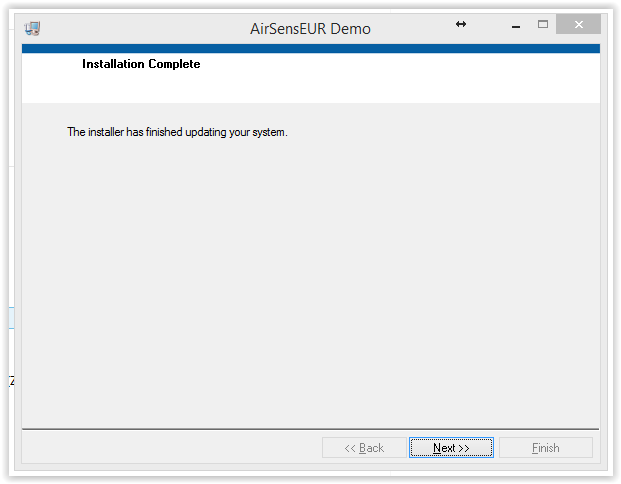 AirSensEUR Demo
Installation Complete
The installer has finished updating your system.
<< Back
Next >>
Finish